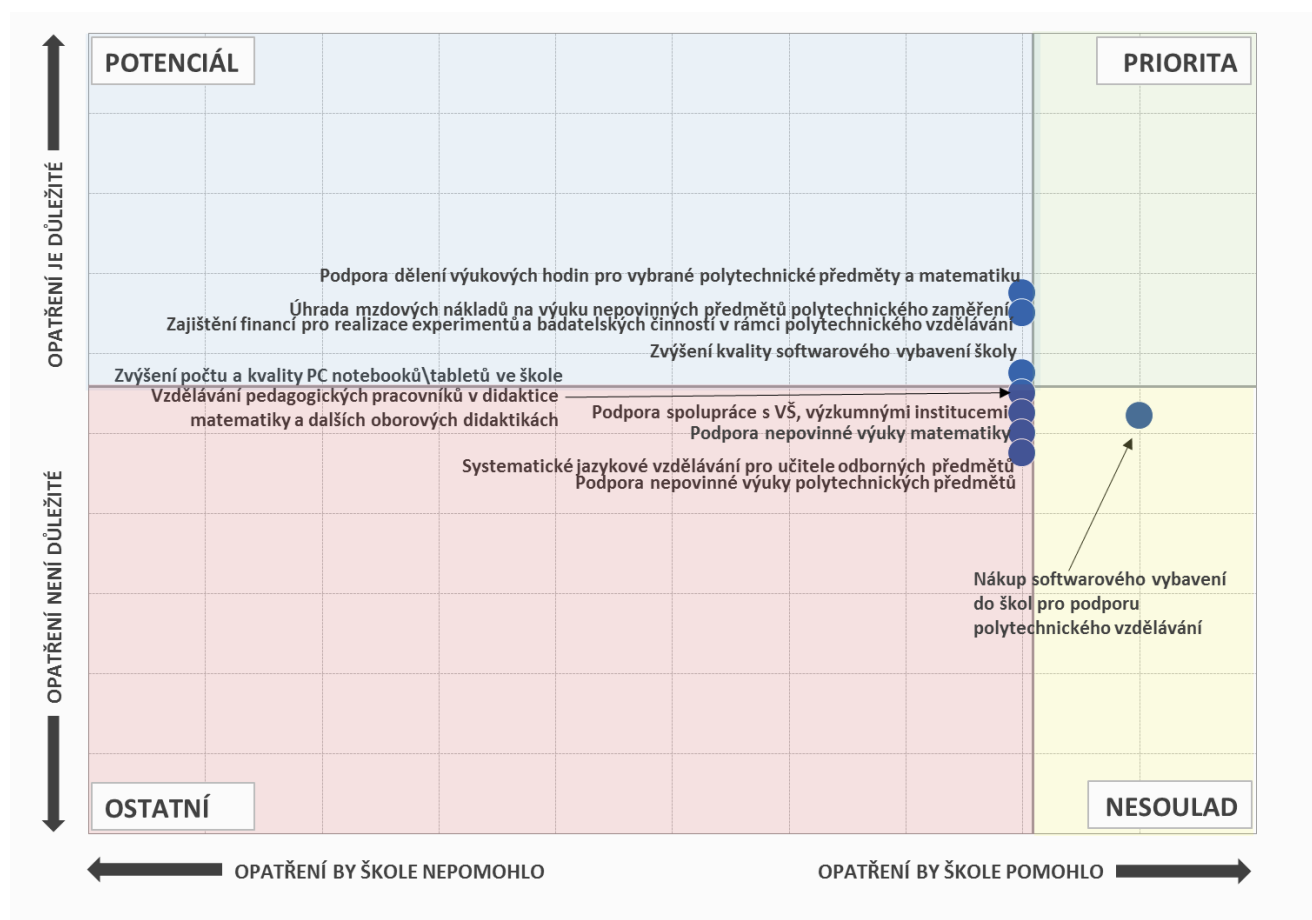 POTENCIÁL
PRIORITA
OPATŘENÍ JE DŮLEŽITÉ
Podpora dělení výukových hodin pro vybrané polytechnické předměty a matematiku
Úhrada mzdových nákladů na výuku nepovinných předmětů polytechnického zaměření
Zajištění financí pro realizace experimentů a badatelských činností v rámci polytechnického vzdělávání
Zvýšení kvality softwarového vybavení školy
Zvýšení počtu a kvality PC notebooků\tabletů ve škole
Vzdělávání pedagogických pracovníků v didaktice
matematiky a dalších oborových didaktikách
Podpora spolupráce s VŠ, výzkumnými institucemi
Podpora nepovinné výuky matematiky
Systematické jazykové vzdělávání pro učitele odborných předmětů
Podpora nepovinné výuky polytechnických předmětů
OPATŘENÍ NENÍ DŮLEŽITÉ
Nákup softwarového vybavení
do škol pro podporu
polytechnického vzdělávání
OSTATNÍ
NESOULAD
OPATŘENÍ BY ŠKOLE NEPOMOHLO
OPATŘENÍ BY ŠKOLE POMOHLO